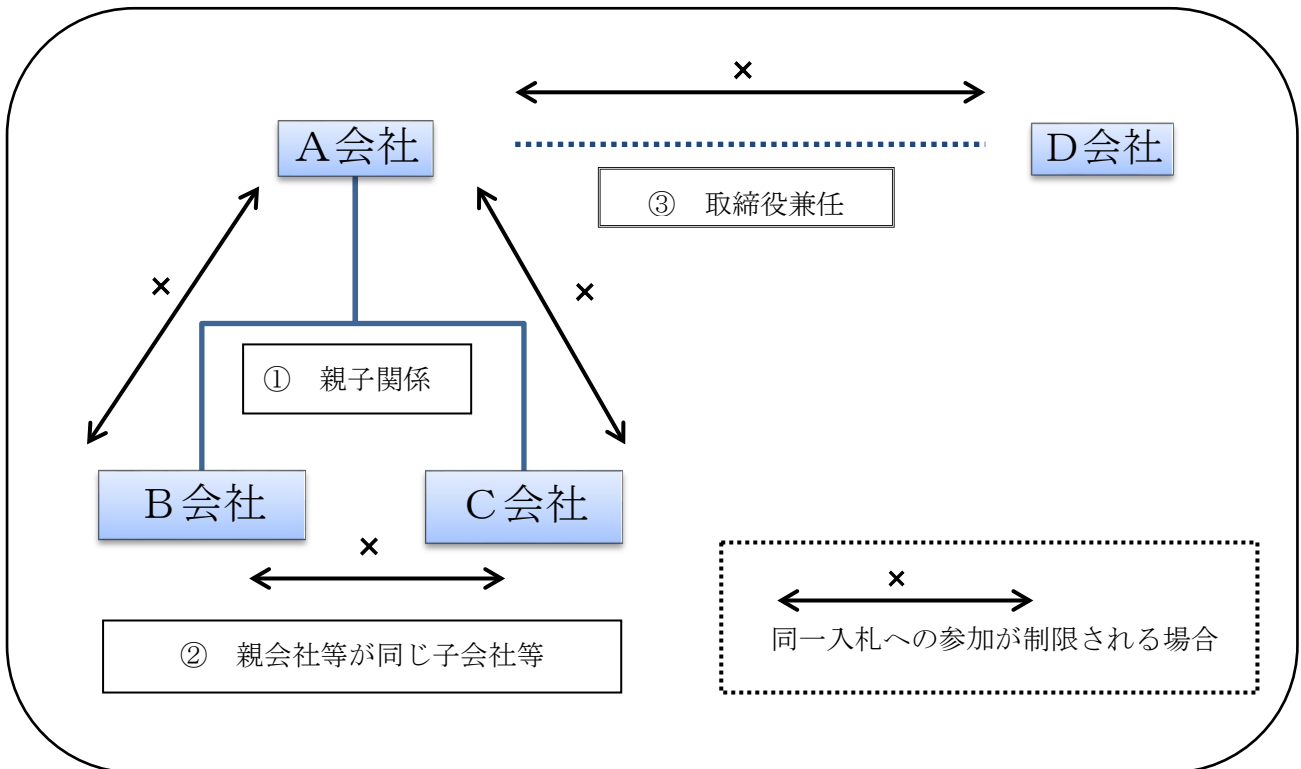 ×
A会社
D会社
③ 取締役兼任
×
×
① 親子関係
B会社
C会社
×
② 親会社等が同じ子会社等
×
同一入札への参加が制限される場合